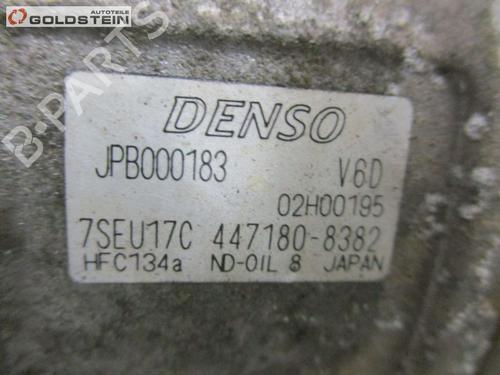 Autoteile
GOLDSTEIN
B-PARTS
DENSO
JPB000183 V6D
02H00195
7SEU17C 447180-8382
HFC134a ND-OIL 8 JAPAN